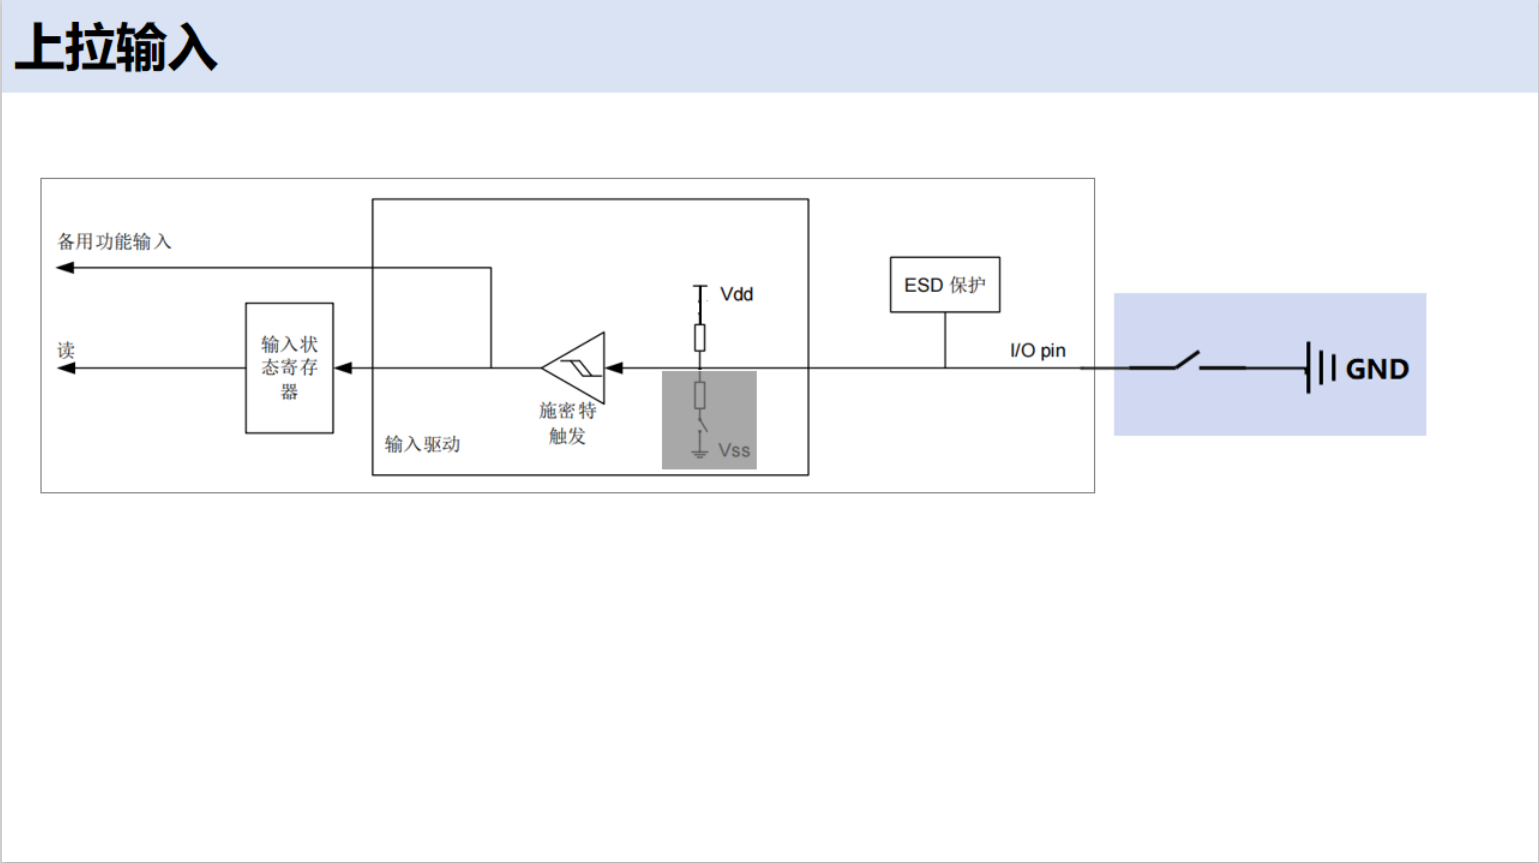 上拉输入
备用功能输入
读
输入状
态寄存
器
输入驱动
施密特
触发
Vdd
Vss
ESD 保护
I/O pin
GND